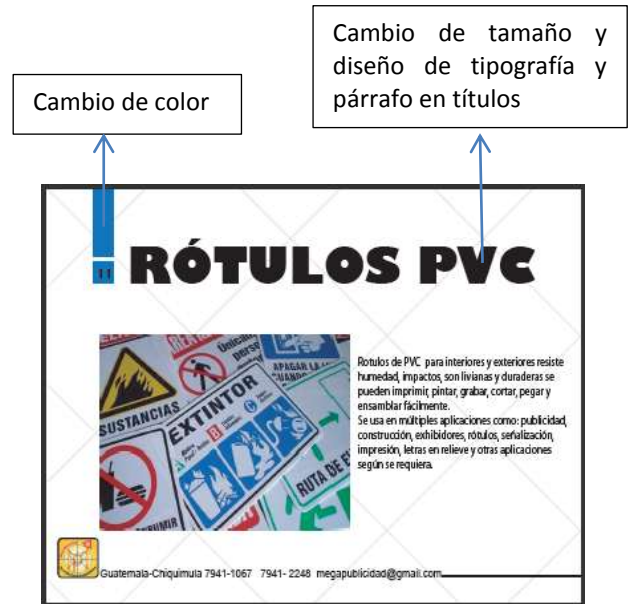 Cambio de tamaño y
diseño de tipografía y
párrafo en títulos
Cambio de color
11
RÓTULOS PVC
Rotulos de PVC para interiores y exteriores resiste
humedad, impactos, son livianas y duraderas se
pueden imprimir, pintar, grabar, cortar, pegar y
ensamblar fácilmente.
Se usa en múltiples aplicaciones como: publicidad,
construcción, exhibidores, rótulos, señalización,
impresión, letras en relieve y otras aplicaciones
según se requiera.
SUSTANCIAS
APAGAR LA
CUANDO
EXTINTOR
B
C
RUTA DE
Guatemala-Chiquimula 7941-1067 7941- 2248 megapublicidad@gmail.com